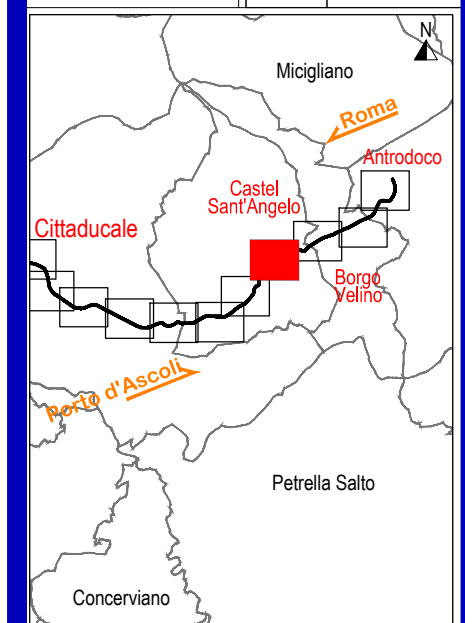 N
Micigliano
Roma
Antrodoco
Castel
Sant'Angelo
Cittaducale
Borgo
Velino
Porto d'Ascoli
Petrella Salto
Concerviano